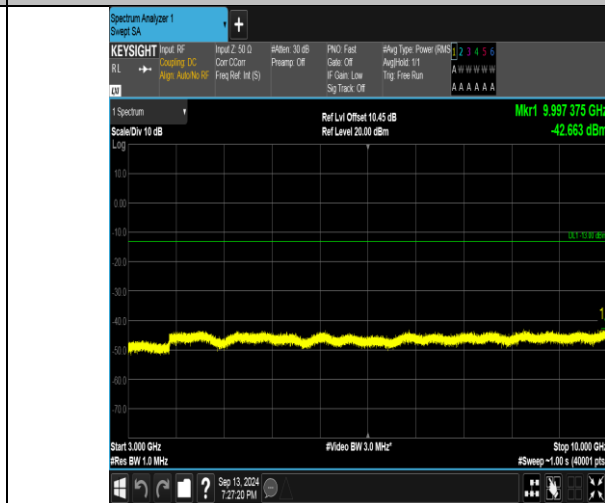 Spectrum Analyzer 1
Swept SA
+
KEYSIGHT Input: RF Input Z: 50 Ω #Atten: 30 dB PNO: Fast #Avg Type: Power (RMS 1 2 3 4 5 6
RL Coupling: DC Corr CCorr Preamp: Off Gate: Off Avg|Hold: 1/1 A W W W W W
Align: Auto/No RF Freq Ref: Int (S) IF Gain: Low Trig: Free Run
Sig Track: Off A A A A A A
1 Spectrum Ref Lvl Offset 10.45 dB Mkr1 9.997 375 GHz
Scale/Div 10 dB Ref Level 20.00 dBm -42.663 dBm
Log
10.0
0.00
-10.0
DL1 -13.00 dBm
-20.0
-30.0
-40.0
1
-50.0
-60.0
-70.0
Start 3.000 GHz #Video BW 3.0 MHz* Stop 10.000 GHz
#Res BW 1.0 MHz #Sweep ~1.00 s (40001 pts
? Sep 13, 2024
7:27:20 PM